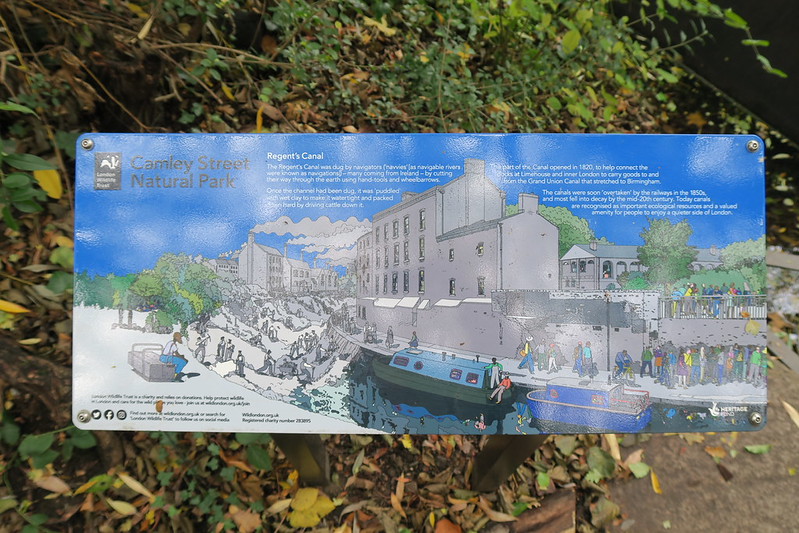 London
Wildlife
Trust
Camley Street
Natural Park
Regent's Canal
The Regent's Canal was dug by navigators ('navvies' [as navigable rivers
were known as navigations]) – many coming from Ireland – by cutting
their way through the earth using hand tools and wheelbarrows.
Once the channel had been dug, it was 'puddled'
with wet clay to make it watertight and packed
down hard by driving cattle down it.
This part of the Canal opened in 1820, to help connect the
docks at Limehouse and inner London to carry goods to and
from the Grand Union Canal that stretched to Birmingham.
The canals were soon 'overtaken' by the railways in the 1850s,
and most fell into decay by the mid-20th century. Today canals
are recognised as important ecological resources and a valued
amenity for people to enjoy a quieter side of London.
London Wildlife Trust is a charity and relies on donations. Help protect wildlife
in London and care for the wild places you love - join us at wildlondon.org.uk/join
Find out more at wildlondon.org.uk or search for
'London Wildlife Trust' to follow us on social media
Wildlondon.org.uk
Registered charity number 283895
HERITAGE
FUND